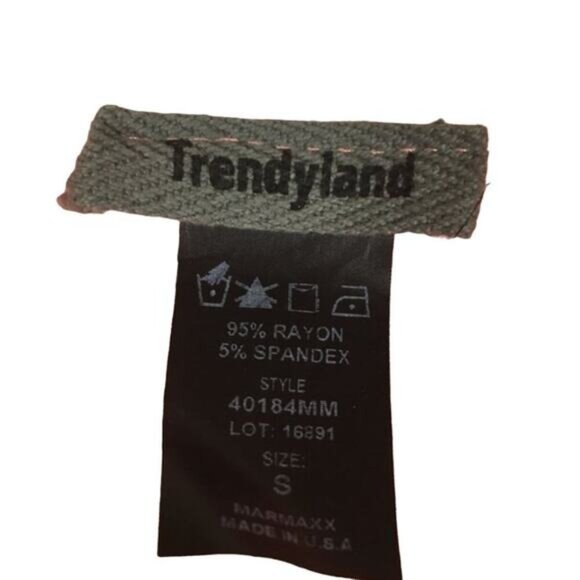 Trendyland
95% RAYON
5% SPANDEX
STYLE
40184MM
LOT: 16891
SIZE:
S
MARMAXX
MADE IN U.S.A